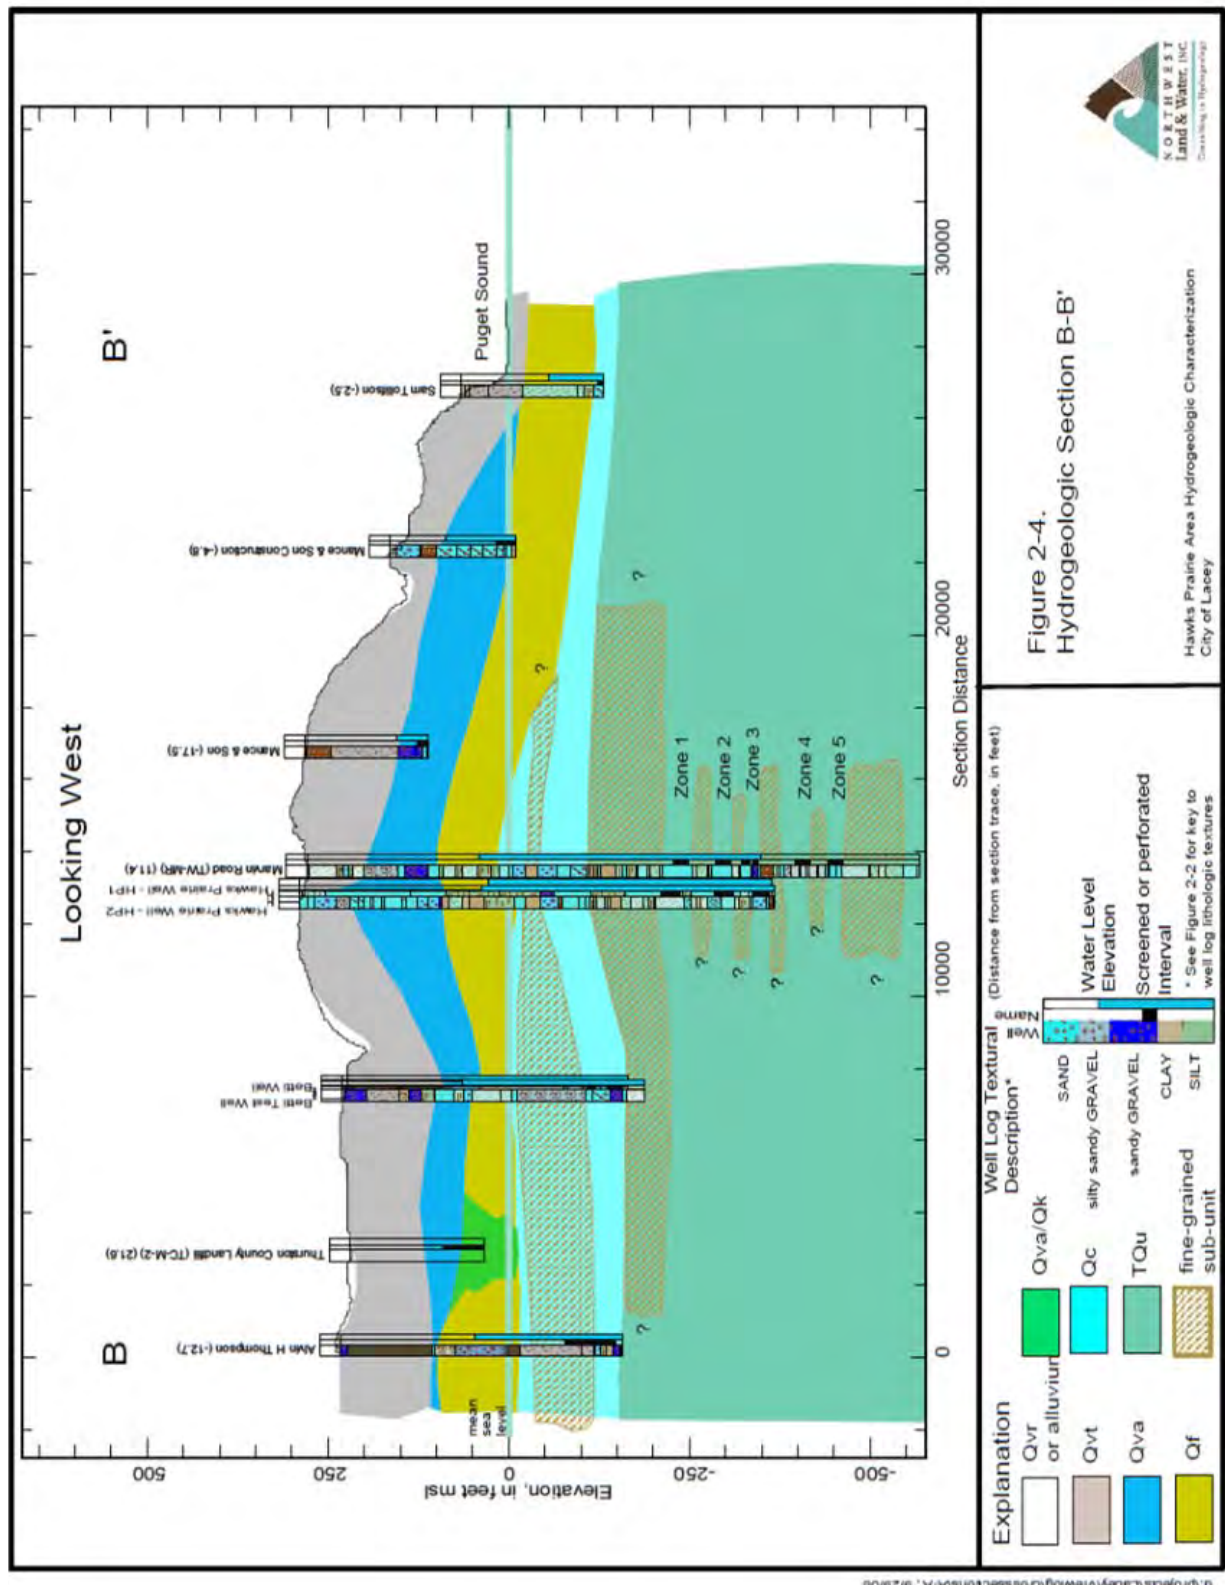 Looking West
B
B'
Alvin H Thompson (-12.7)
Thurston County Landfill (TC-M-2) (21.6)
Betti Test Well
Betti Well
Hawks Prairie Well - HP2
Hawks Prairie Well - HP1
Marvin Road (TW-MR) (11.4)
Mance & Son (-17.5)
Mance & Son Construction (-4.8)
Sam Tollifson (-2.5)
Puget Sound
mean
sea
level
Elevation, in feet msl
500
250
0
-250
-500
?
?
?
?
Zone 1
Zone 2
Zone 3
Zone 4
Zone 5
?
?
?
?
?
0
10000
20000
30000
Section Distance
Explanation
Qvr
or alluvium
Qvt
Qva
Qf
Qva/Qk
Qc
TQu
fine-grained
sub-unit
Well Log Textural
Description*
(Distance from section trace, in feet)
SAND
silty sandy GRAVEL
sandy GRAVEL
CLAY
SILT
Well
Name
Water Level
Elevation
Screened or perforated
Interval
* See Figure 2-2 for key to
well log lithologic textures
Figure 2-4.
Hydrogeologic Section B-B'
Hawks Prairie Area Hydrogeologic Characterization
City of Lacey
NORTHWEST
Land & Water, INC.
Consulting in Hydrogeology